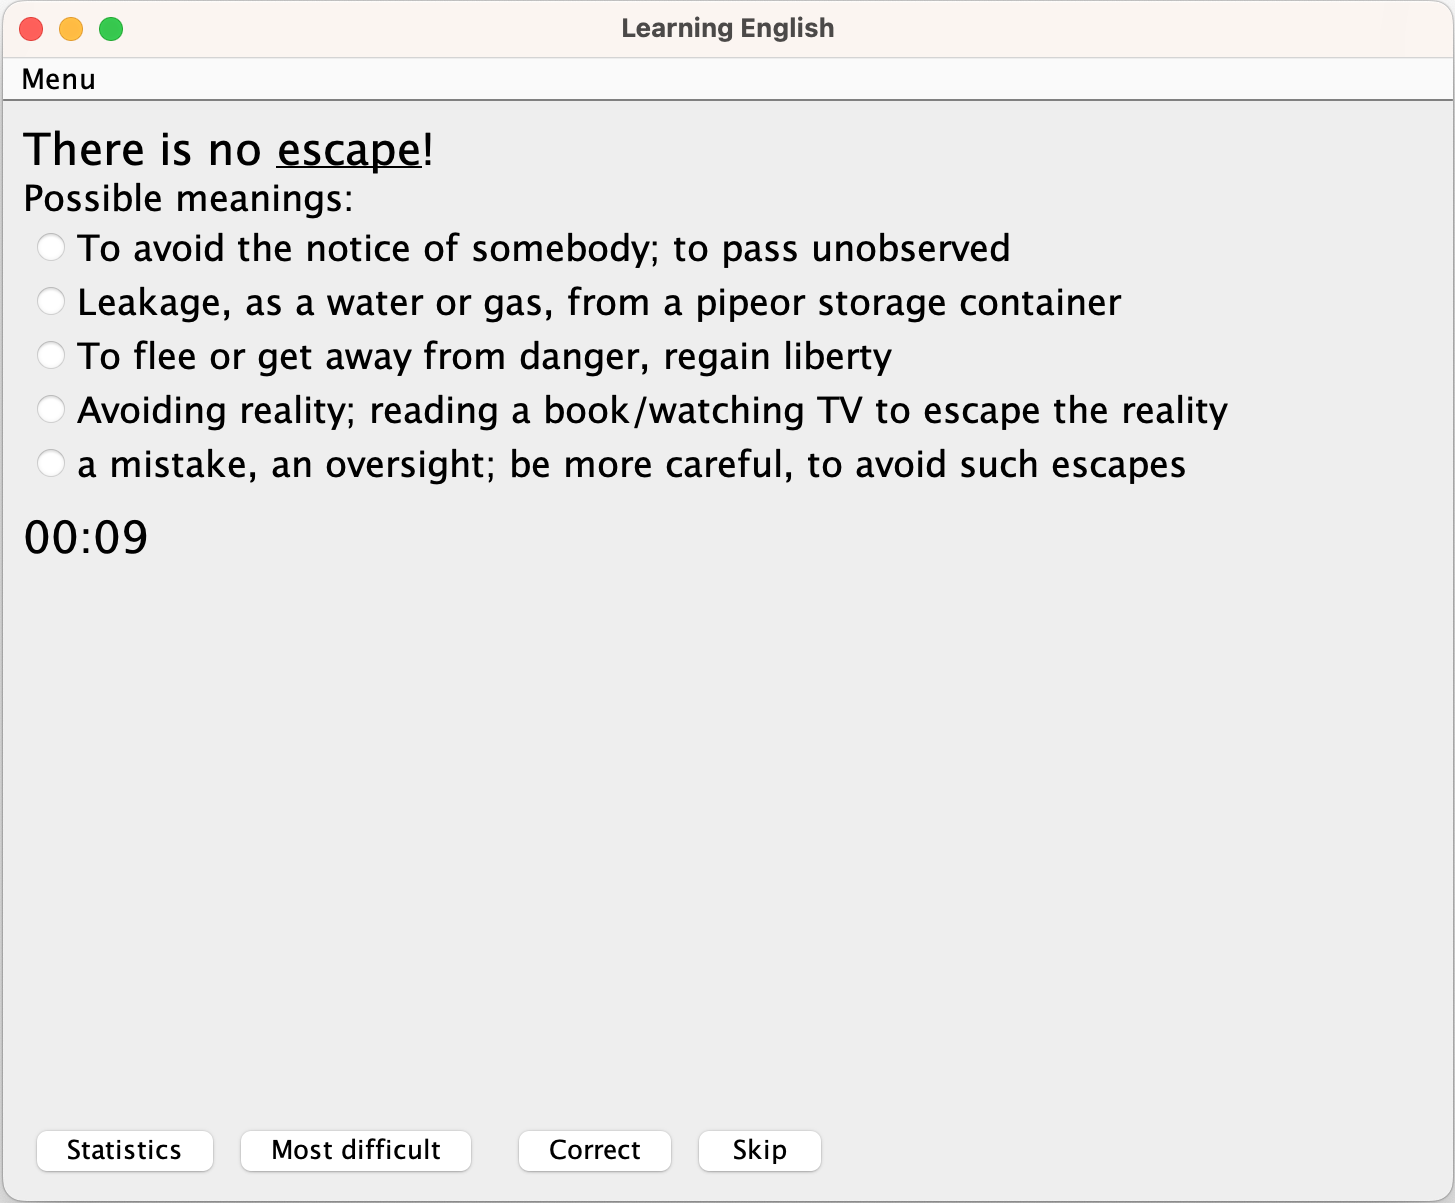 Learning English
Menu
There is no escape!
Possible meanings:
To avoid the notice of somebody; to pass unobserved
Leakage, as a water or gas, from a pipeor storage container
To flee or get away from danger, regain liberty
Avoiding reality; reading a book/watching TV to escape the reality
a mistake, an oversight; be more careful, to avoid such escapes
00:09
Statistics Most difficult Correct Skip